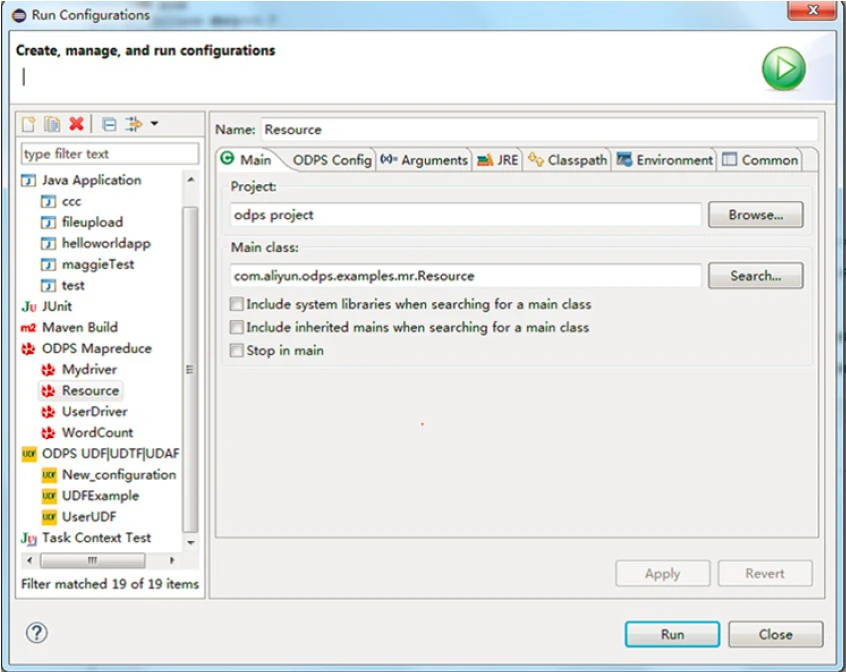 Run Configurations
Create, manage, and run configurations
Name: Resource
type filter text
Main ODPS Config (x)= Arguments JRE Classpath Environment Common
Java Application
ccc
fileupload
helloworldapp
maggieTest
test
JUnit
Maven Build
ODPS Mapreduce
Mydriver
Resource
UserDriver
WordCount
ODPS UDF|UDTF|UDAF
New_configuration
UDFExample
UserUDF
Task Context Test
Filter matched 19 of 19 items
Project:
odps project Browse...
Main class:
com.aliyun.odps.examples.mr.Resource Search...
Include system libraries when searching for a main class
Include inherited mains when searching for a main class
Stop in main
Apply Revert
Run Close